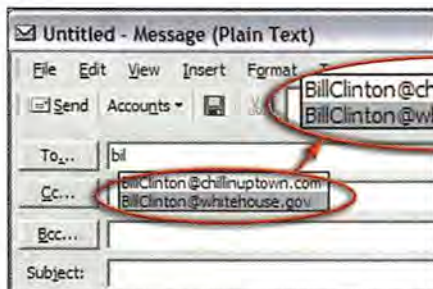 Untitled - Message (Plain Text)
File Edit View Insert Format
Send Accounts
BillClinton@ch
BillClinton@wh
To... bil
BillClinton@chillinuptown.com
Cc...
BillClinton@whitehouse.gov
Bcc...
Subject: